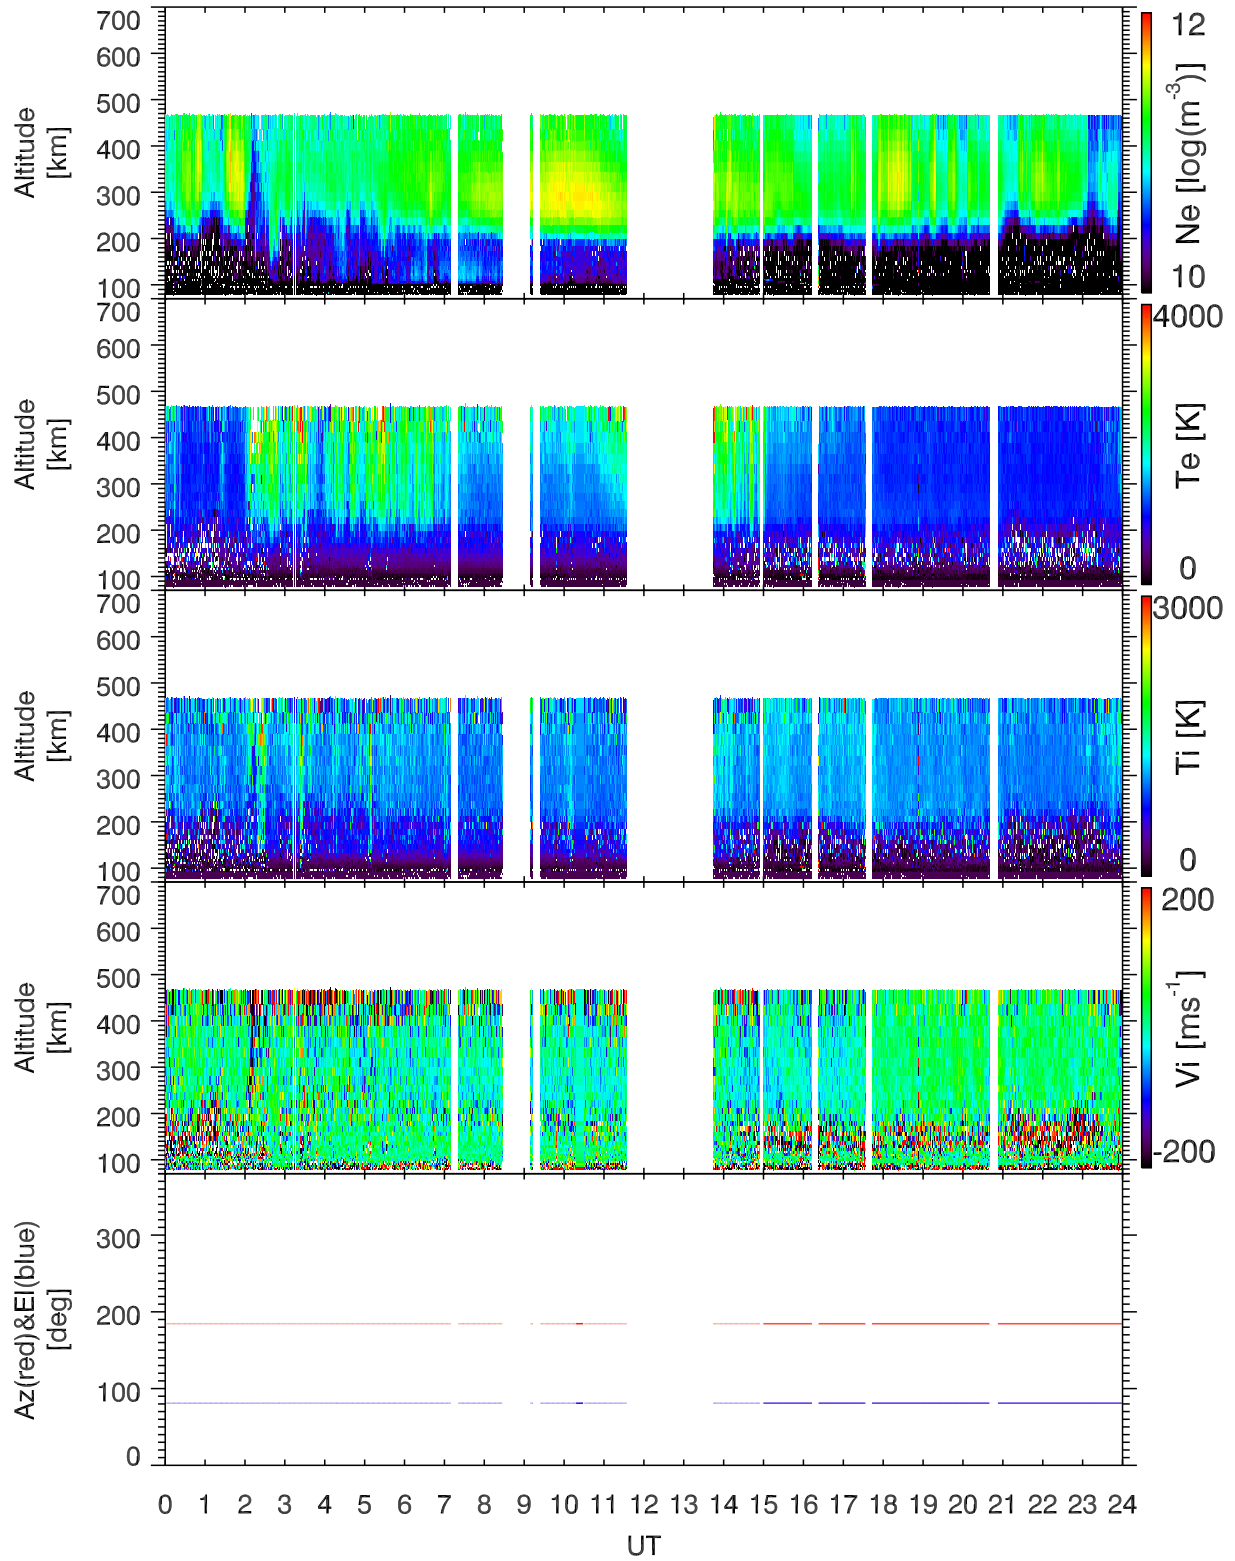 700
600
500
400
300
200
100
Altitude
[km]
12
10
Ne [log(m⁻³)]
700
600
500
400
300
200
100
Altitude
[km]
4000
0
Te [K]
700
600
500
400
300
200
100
Altitude
[km]
3000
0
Ti [K]
700
600
500
400
300
200
100
Altitude
[km]
200
-200
Vi [ms⁻¹]
300
200
100
0
Az(red)&El(blue)
[deg]
0 1 2 3 4 5 6 7 8 9 10 11 12 13 14 15 16 17 18 19 20 21 22 23 24
UT